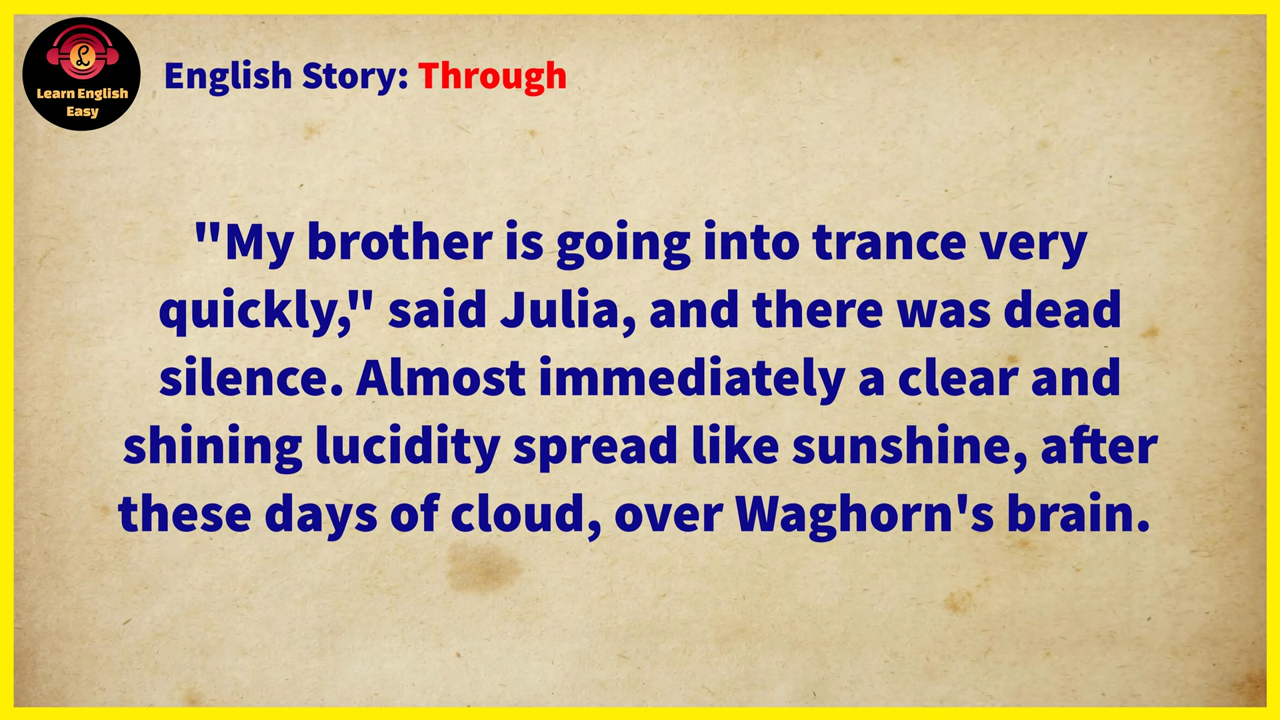 Learn English
Easy
English Story: Through
"My brother is going into trance very
quickly," said Julia, and there was dead
silence. Almost immediately a clear and
shining lucidity spread like sunshine, after
these days of cloud, over Waghorn's brain.